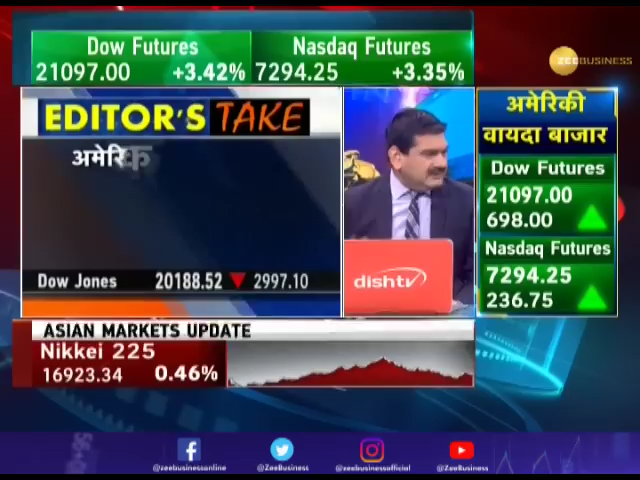 Dow Futures
21097.00 +3.42%
Nasdaq Futures
7294.25 +3.35%
ZEEBUSINESS
EDITOR'S TAKE
अमेरिक
Dow Jones 20188.52 2997.10
dishtv
अमेरिकी
वायदा बाजार
Dow Futures
21097.00
698.00
Nasdaq Futures
7294.25
236.75
ASIAN MARKETS UPDATE
Nikkei 225
16923.34 0.46%
@zeebusinessonline
@ZeeBusiness
@zeebusinessofficial
@ZeeBusiness